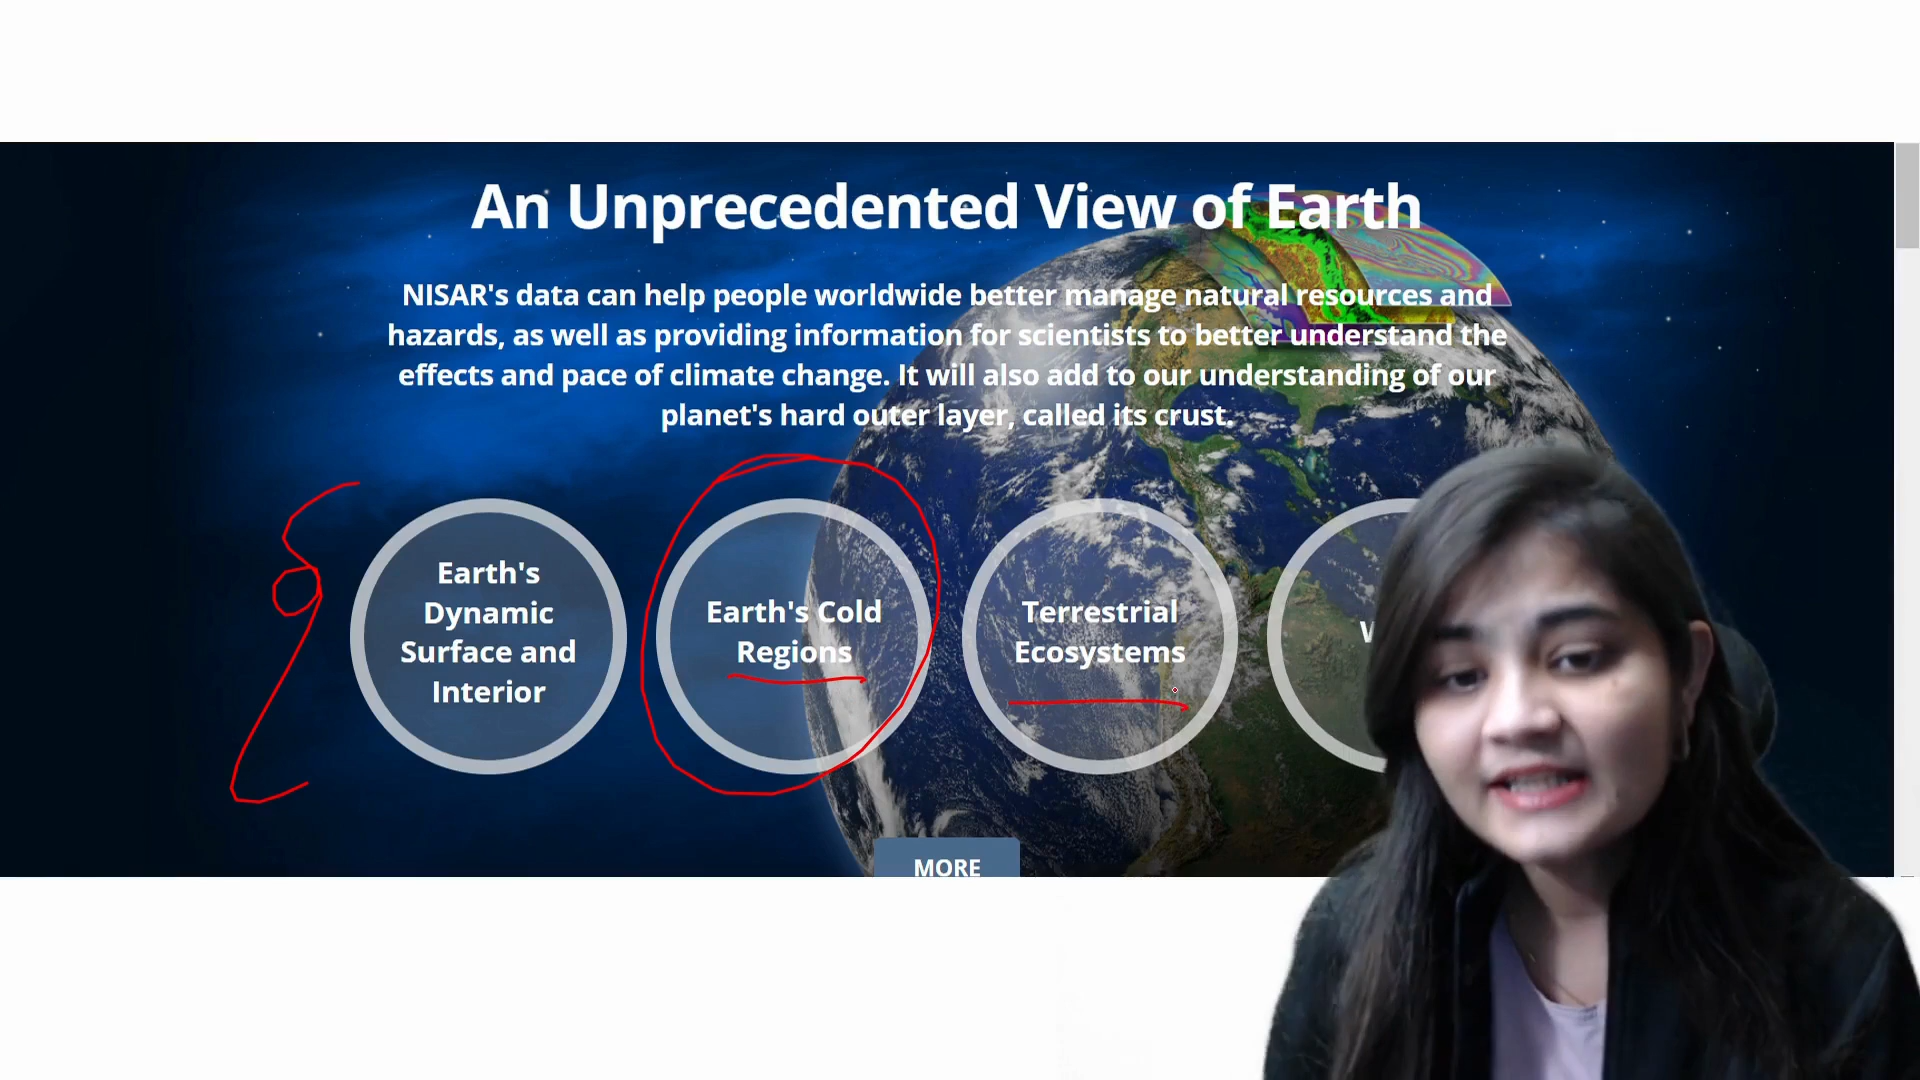 An Unprecedented View of Earth
NISAR's data can help people worldwide better manage natural resources and
hazards, as well as providing information for scientists to better understand the
effects and pace of climate change. It will also add to our understanding of our
planet's hard outer layer, called its crust.
Earth's
Dynamic
Surface and
Interior
Earth's Cold
Regions
Terrestrial
Ecosystems
MORE